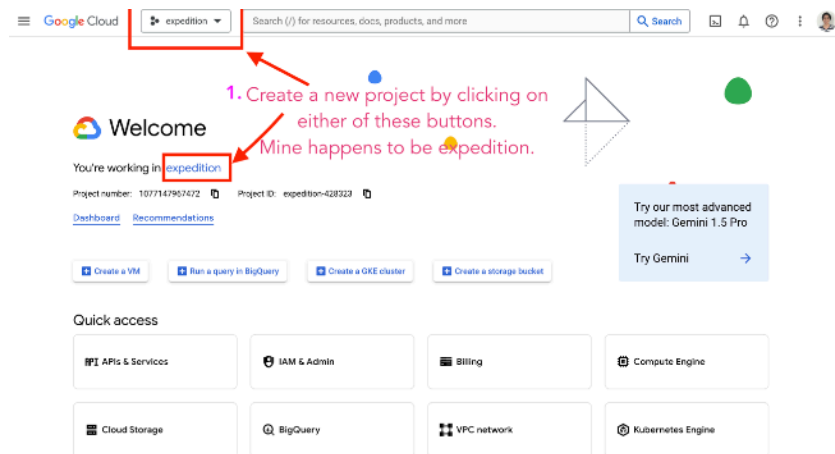 Google Cloud
expedition
Search (/) for resources, docs, products, and more
Search
1. Create a new project by clicking on
either of these buttons.
Mine happens to be expedition.
Welcome
You're working in expedition
Project number: 1077147967472 Project ID: expedition-428323
Dashboard Recommendations
Try our most advanced
model: Gemini 1.5 Pro
Try Gemini
Create a VM
Run a query in BigQuery
Create a GKE cluster
Create a storage bucket
Quick access
API APIs & Services
IAM & Admin
Billing
Compute Engine
Cloud Storage
BigQuery
VPC network
Kubernetes Engine